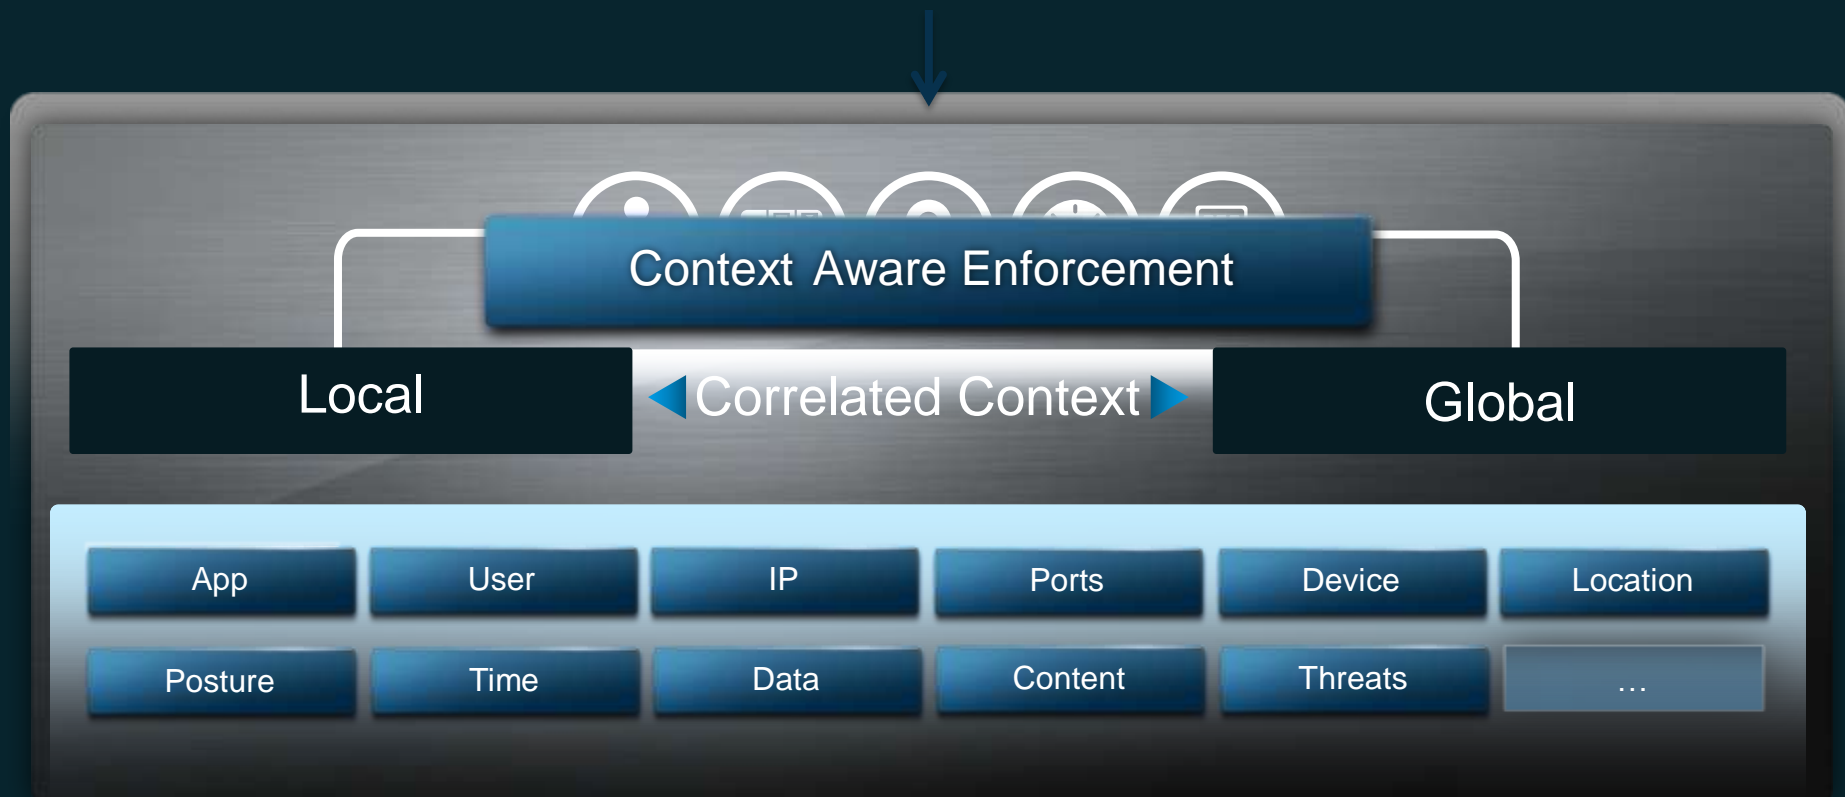 Context Aware Enforcement
Local
Correlated Context
Global
App
User
IP
Ports
Device
Location
Posture
Time
Data
Content
Threats
...